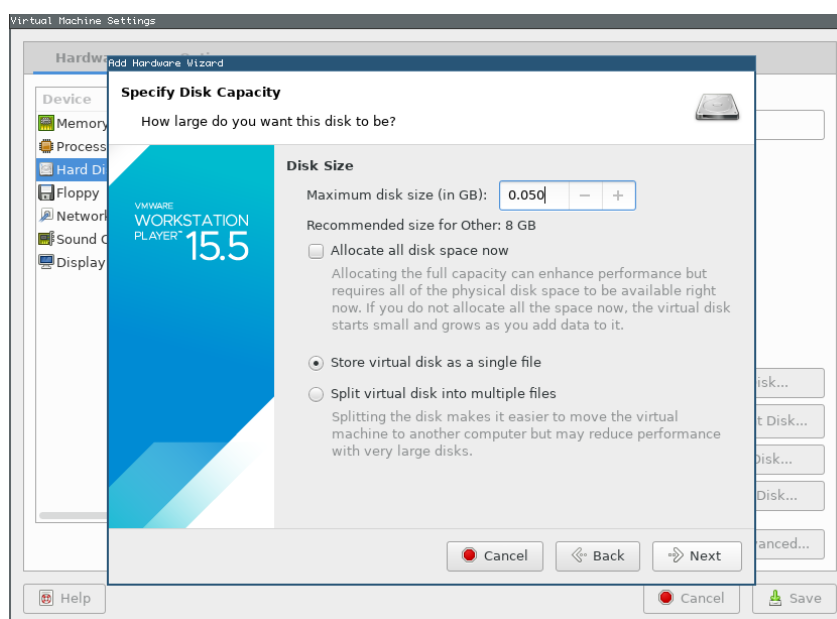 Virtual Machine Settings
Hardwa
Add Hardware Wizard
Specify Disk Capacity
How large do you want this disk to be?
Device
Memory
Process
Hard Di
Floppy
Network
Sound C
Display
VMWARE
WORKSTATION
PLAYER™ 15.5
Disk Size
Maximum disk size (in GB): 0.050
Recommended size for Other: 8 GB
Allocate all disk space now
Allocating the full capacity can enhance performance but
requires all of the physical disk space to be available right
now. If you do not allocate all the space now, the virtual disk
starts small and grows as you add data to it.
Store virtual disk as a single file
Split virtual disk into multiple files
Splitting the disk makes it easier to move the virtual
machine to another computer but may reduce performance
with very large disks.
isk...
t Disk...
Disk...
Disk...
vanced...
Cancel Back Next
Help Cancel Save